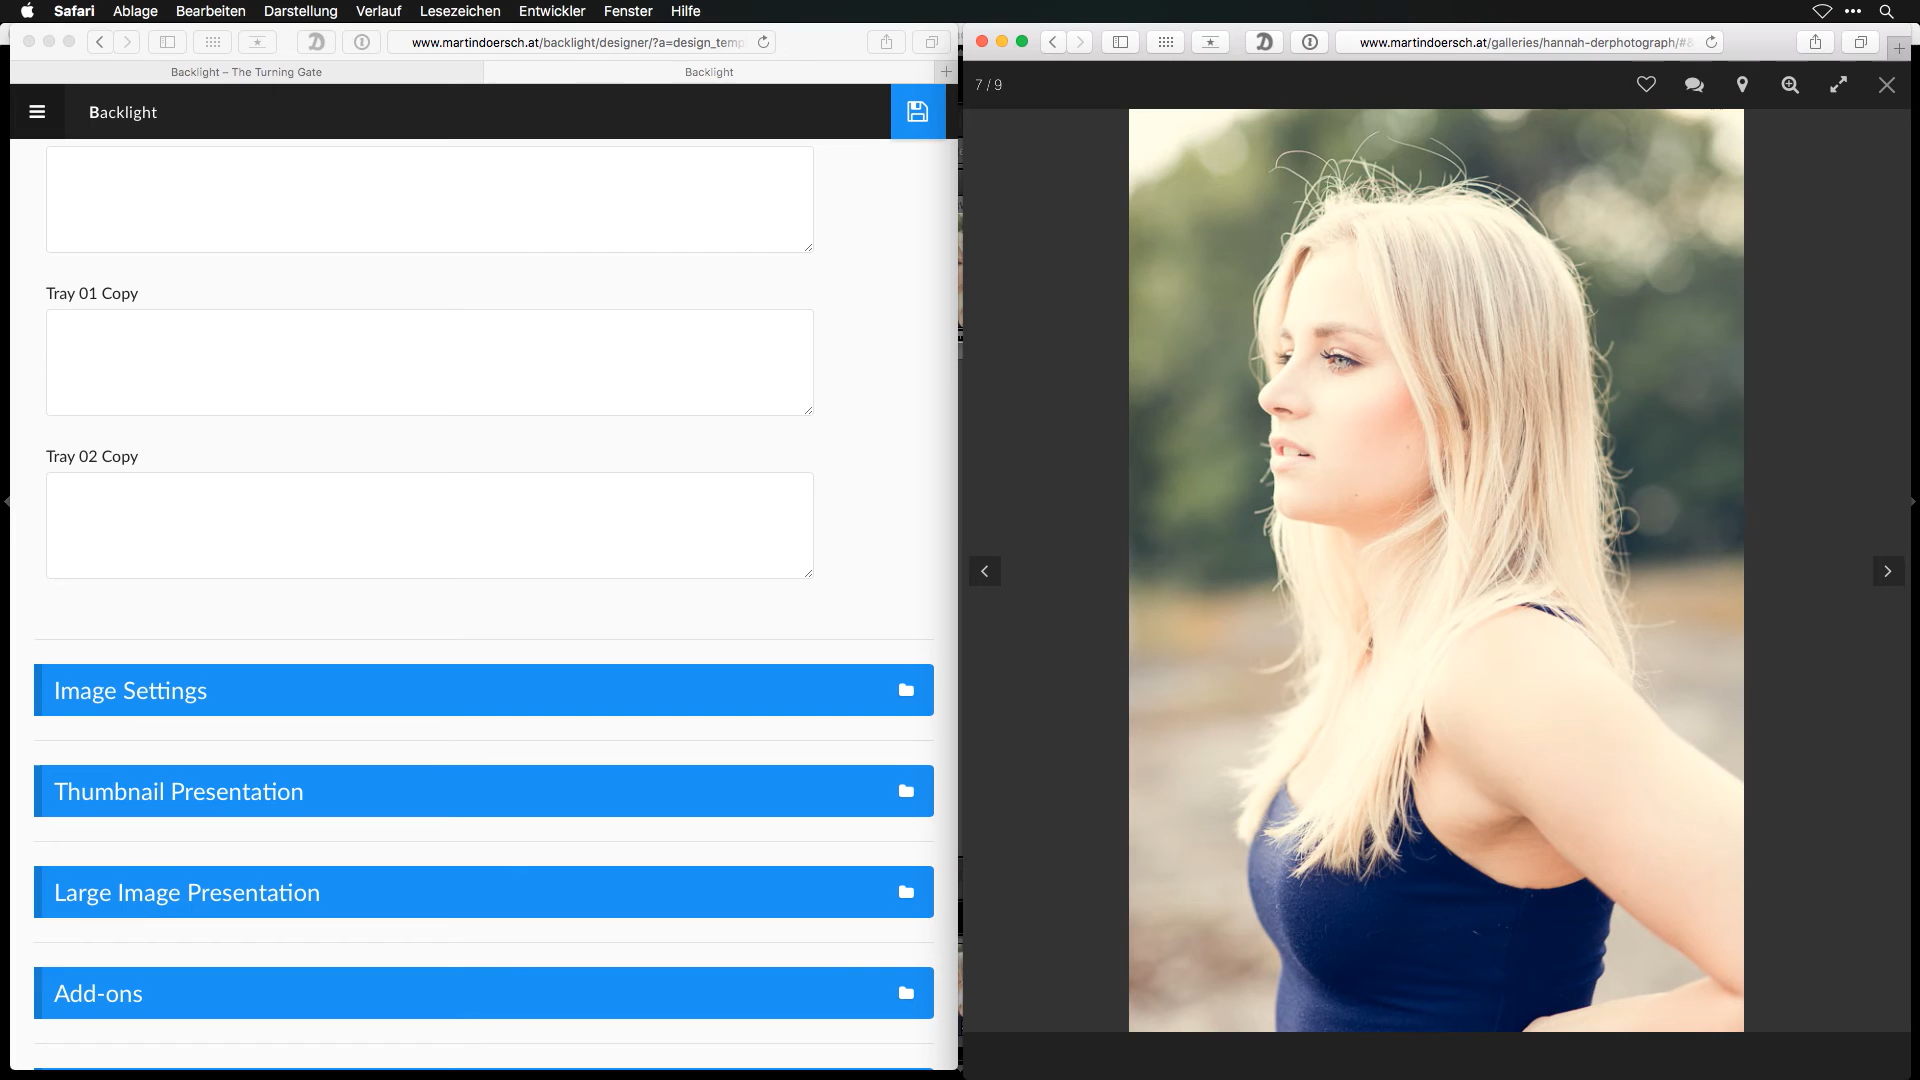 Safari Ablage Bearbeiten Darstellung Verlauf Lesezeichen Entwickler Fenster Hilfe
www.martindoersch.at/backlight/designer/?a=design_temp
Backlight – The Turning Gate
Backlight
Backlight
Tray 01 Copy
Tray 02 Copy
Image Settings
Thumbnail Presentation
Large Image Presentation
Add-ons
www.martindoersch.at/galleries/hannah-derphotograph/#
7 / 9